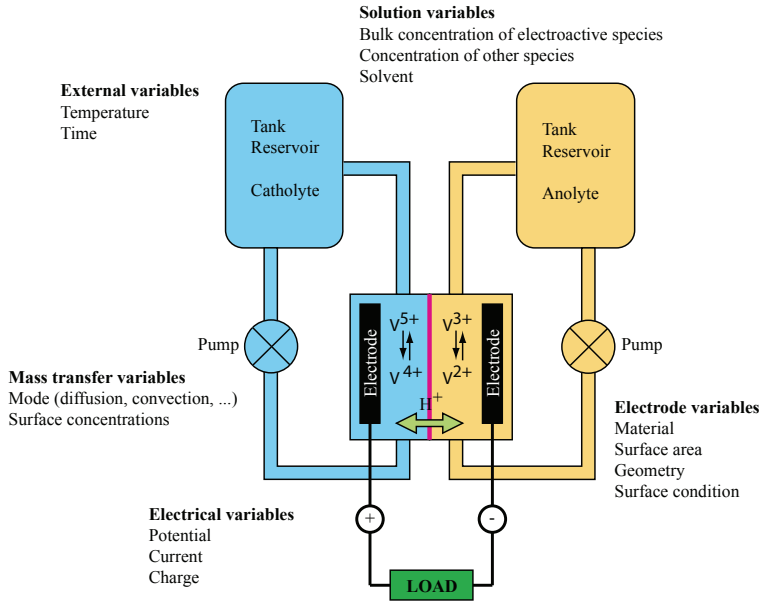 Solution variables
Bulk concentration of electroactive species
Concentration of other species
Solvent
External variables
Temperature
Time
Tank
Reservoir
Catholyte
Tank
Reservoir
Anolyte
Pump
Electrode
V5+
V4+
V3+
V2+
H+
Electrode
Pump
Mass transfer variables
Mode (diffusion, convection, ...)
Surface concentrations
Electrode variables
Material
Surface area
Geometry
Surface condition
Electrical variables
Potential
Current
Charge
+
-
LOAD